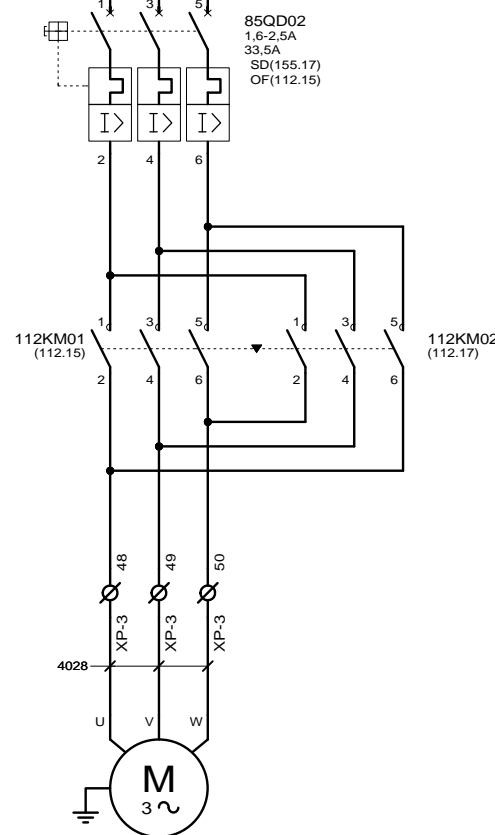 1 3 5
85QD02
1,6-2,5A
33,5A
SD(155.17)
OF(112.15)
I> I> I>
2 4 6
1 3 5 1 3 5
112KM01
(112.15)
112KM02
(112.17)
2 4 6 2 4 6
48 49 50
XP-3 XP-3 XP-3
4028
U V W
M
3~